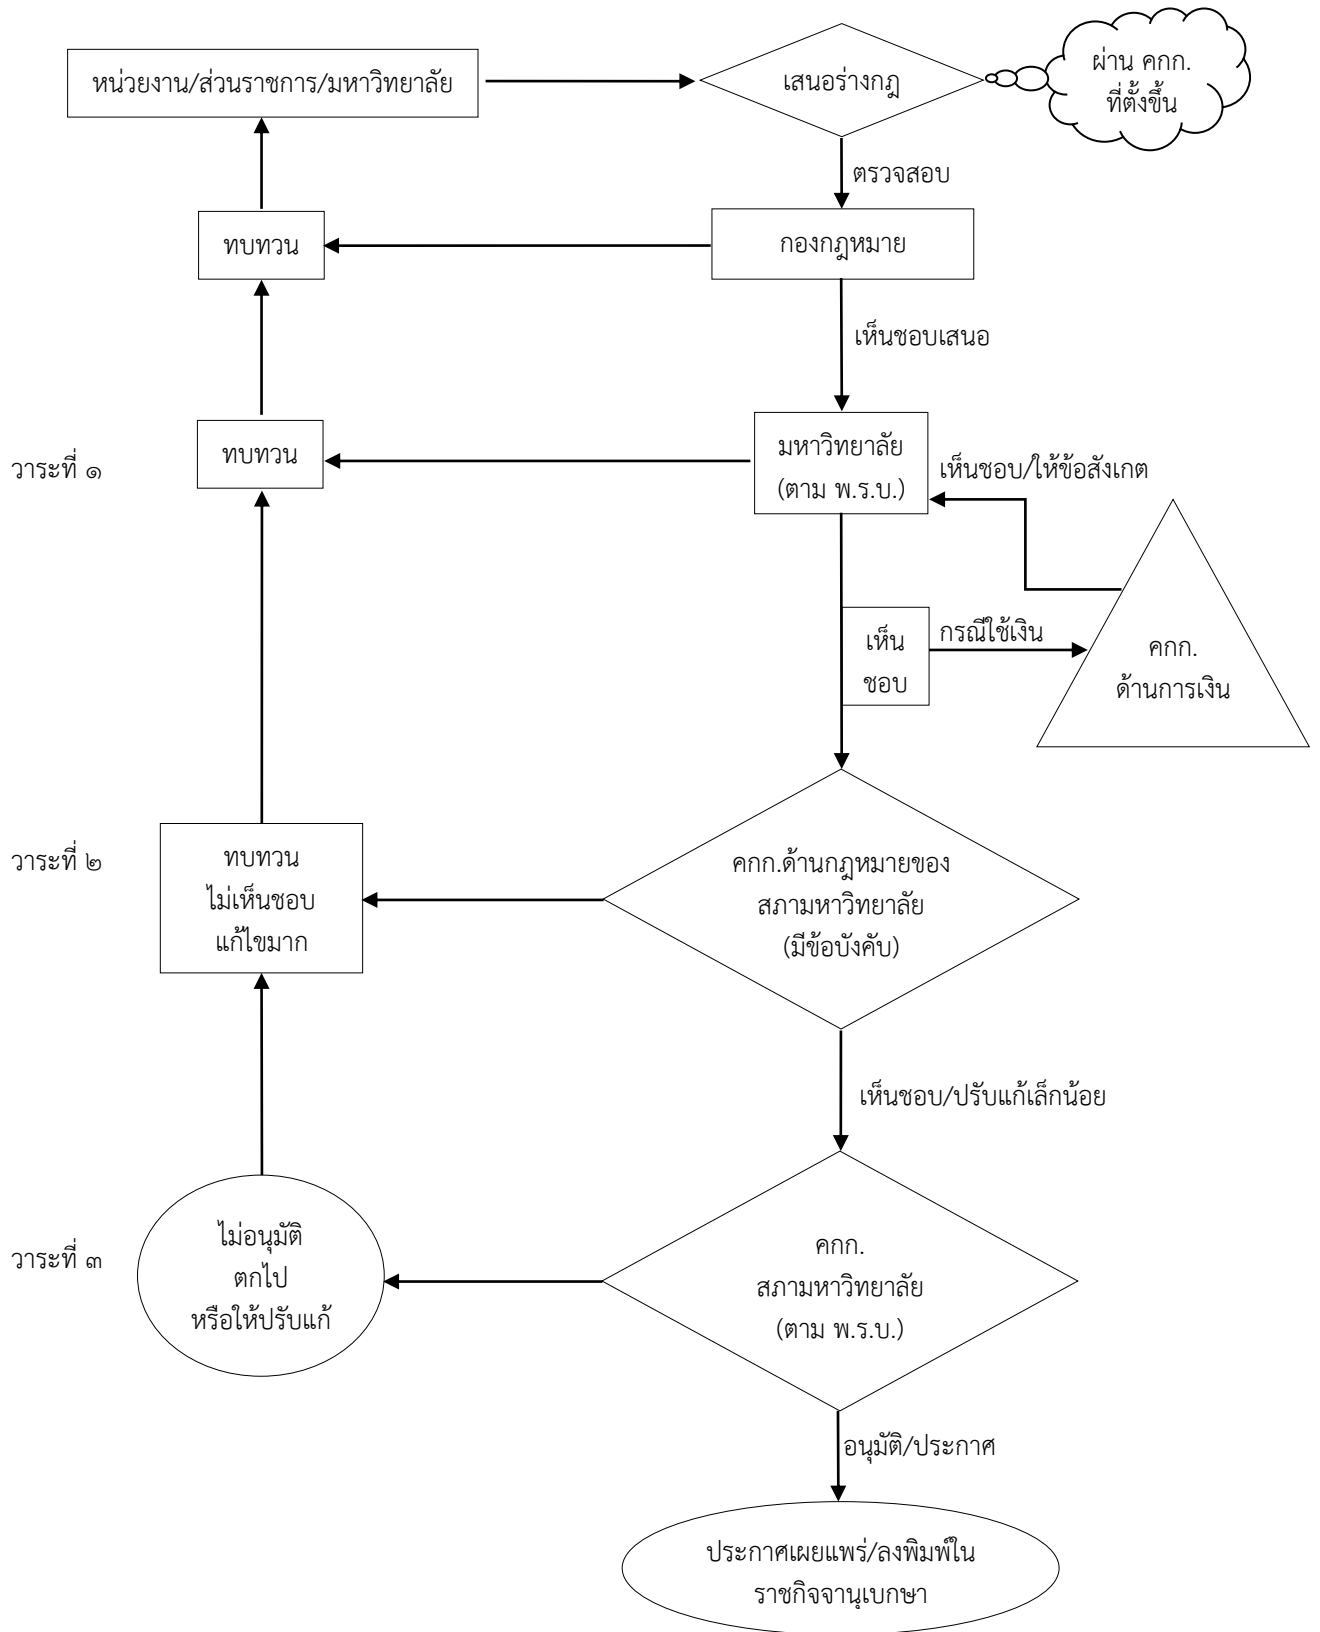 หน่วยงาน/ส่วนราชการ/มหาวิทยาลัย
เสนอร่างกฎ
ผ่าน คกก.
ที่ตั้งขึ้น
ตรวจสอบ
ทบทวน
กองกฎหมาย
เห็นชอบเสนอ
วาระที่ ๑
ทบทวน
มหาวิทยาลัย
(ตาม พ.ร.บ.)
เห็นชอบ/ให้ข้อสังเกต
เห็น
ชอบ
กรณีใช้เงิน
คกก.
ด้านการเงิน
วาระที่ ๒
ทบทวน
ไม่เห็นชอบ
แก้ไขมาก
คกก.ด้านกฎหมายของ
สภามหาวิทยาลัย
(มีข้อบังคับ)
เห็นชอบ/ปรับแก้เล็กน้อย
วาระที่ ๓
ไม่อนุมัติ
ตกไป
หรือให้ปรับแก้
คกก.
สภามหาวิทยาลัย
(ตาม พ.ร.บ.)
อนุมัติ/ประกาศ
ประกาศเผยแพร่/ลงพิมพ์ใน
ราชกิจจานุเบกษา